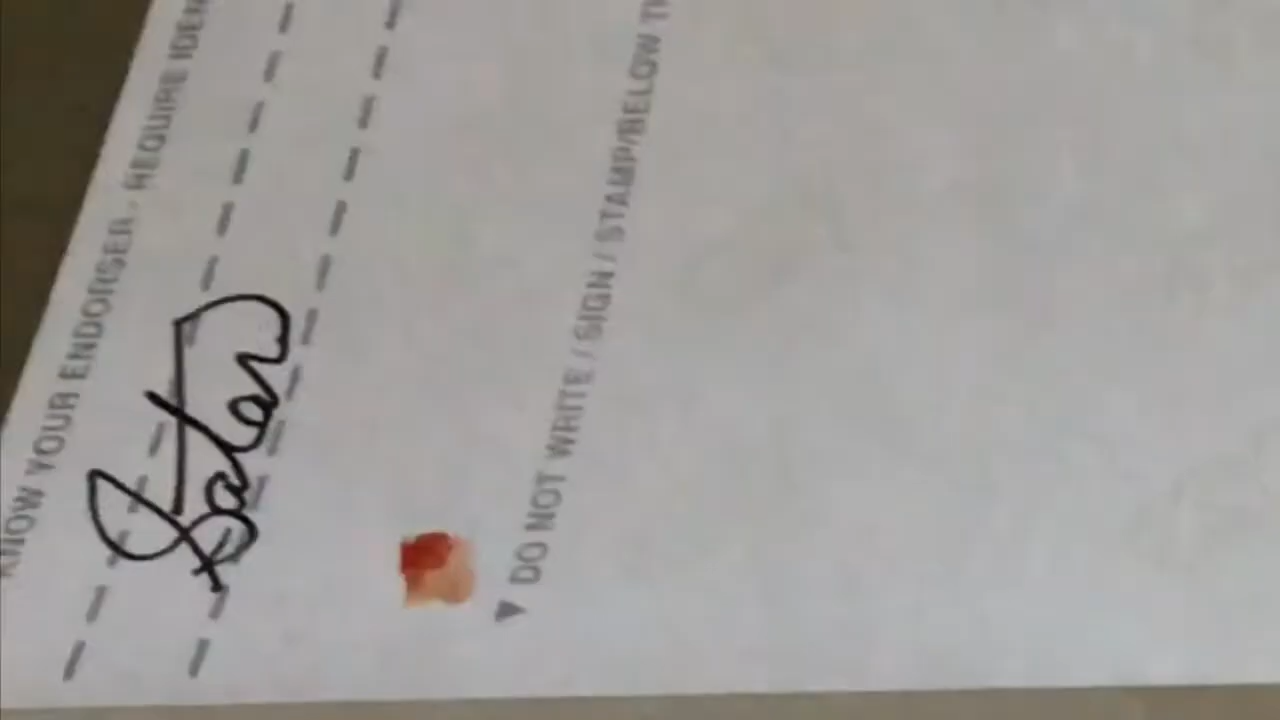 KNOW YOUR ENDORSER - REQUIRE IDEN
Satan
DO NOT WRITE / SIGN / STAMP/BELOW TH